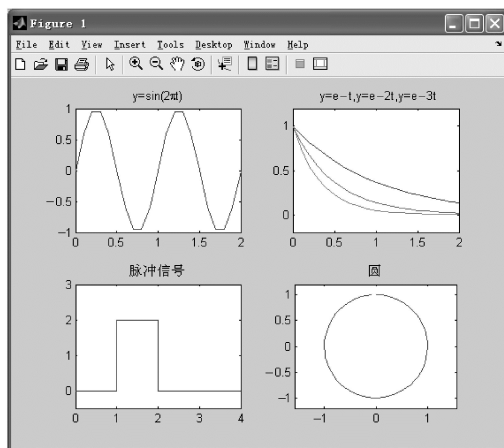 Figure 1
File Edit View Insert Tools Desktop Window Help
y=sin(2πt)
1
0.5
0
−0.5
−1
0 0.5 1 1.5 2
y=e−t,y=e−2t,y=e−3t
1
0.5
0
0 0.5 1 1.5 2
脉冲信号
3
2
1
0
0 1 2 3 4
圆
1
0.5
0
−0.5
−1
−1 0 1